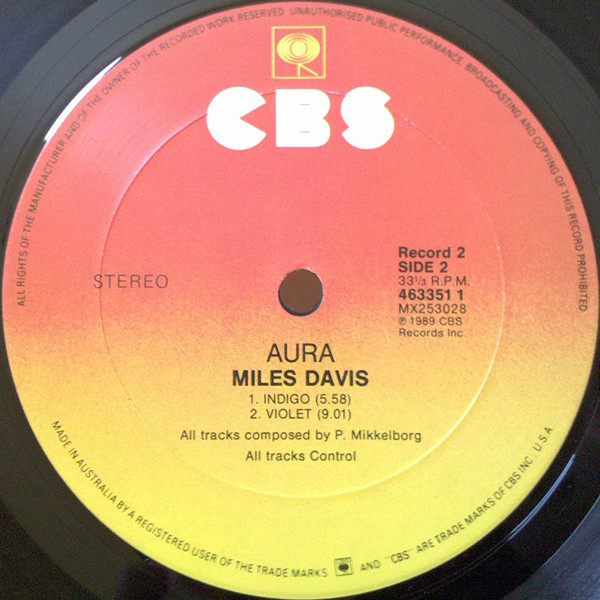 ALL RIGHTS OF THE MANUFACTURER AND OF THE OWNER OF THE RECORDED WORK RESERVED. UNAUTHORISED PUBLIC PERFORMANCE, BROADCASTING AND COPYING OF THIS RECORD PROHIBITED
CBS
STEREO
Record 2
SIDE 2
33⅓ R.P.M.
463351 1
MX253028
℗ 1989 CBS
Records Inc.
AURA
MILES DAVIS
1. INDIGO (5.58)
2. VIOLET (9.01)
All tracks composed by P. Mikkelborg
All tracks Control
MADE IN AUSTRALIA BY A REGISTERED USER OF THE TRADE MARKS AND "CBS" ARE TRADE MARKS OF CBS INC. U.S.A